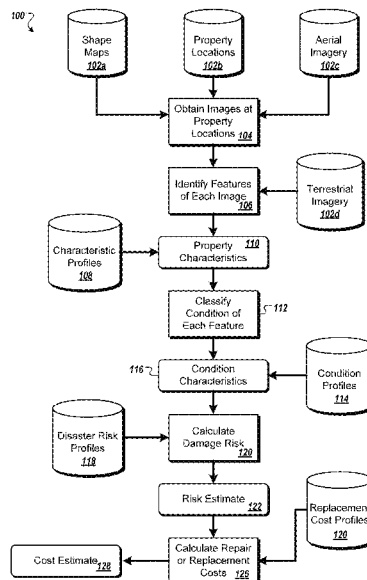 100
Shape
Maps
102a
Property
Locations
102b
Aerial
Imagery
102c
Obtain Images at
Property
Locations
104
Identify Features
of Each Image
106
Terrestrial
Imagery
102d
Characteristic
Profiles
108
Property
Characteristics
110
Classify
Condition of
Each Feature
112
116
Condition
Characteristics
Condition
Profiles
114
Disaster Risk
Profiles
118
Calculate
Damage Risk
120
Risk Estimate
122
Replacement
Cost Profiles
120
Cost Estimate
128
Calculate Repair
or Replacement
Costs
126